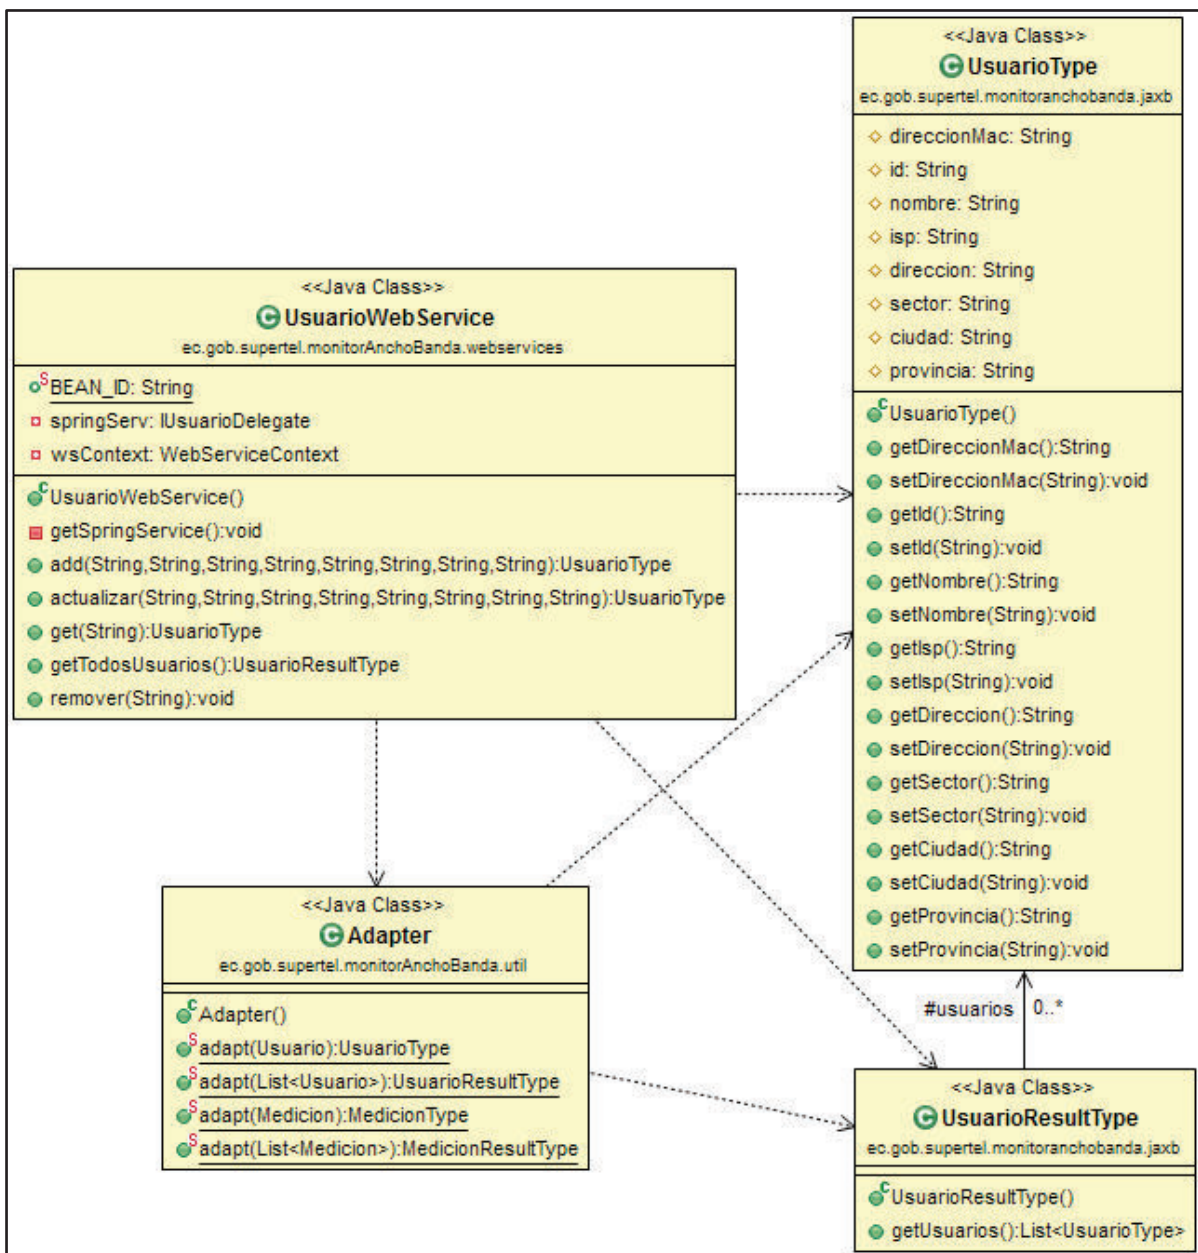 <<Java Class>>
UsuarioType
ec.gob.supertel.monitoranchobanda.jaxb
direccionMac: String
id: String
nombre: String
isp: String
direccion: String
sector: String
ciudad: String
provincia: String
UsuarioType()
getDireccionMac():String
setDireccionMac(String):void
getId():String
setId(String):void
getNombre():String
setNombre(String):void
getIsp():String
setIsp(String):void
getDireccion():String
setDireccion(String):void
getSector():String
setSector(String):void
getCiudad():String
setCiudad(String):void
getProvincia():String
setProvincia(String):void
<<Java Class>>
UsuarioWebService
ec.gob.supertel.monitorAnchoBanda.webservices
BEAN_ID: String
springServ: IUsuarioDelegate
wsContext: WebServiceContext
UsuarioWebService()
getSpringService():void
add(String,String,String,String,String,String,String,String):UsuarioType
actualizar(String,String,String,String,String,String,String,String):UsuarioType
get(String):UsuarioType
getTodosUsuarios():UsuarioResultType
remover(String):void
<<Java Class>>
Adapter
ec.gob.supertel.monitorAnchoBanda.util
Adapter()
adapt(Usuario):UsuarioType
adapt(List<Usuario>):UsuarioResultType
adapt(Medicion):MedicionType
adapt(List<Medicion>):MedicionResultType
#usuarios 0..*
<<Java Class>>
UsuarioResultType
ec.gob.supertel.monitoranchobanda.jaxb
UsuarioResultType()
getUsuarios():List<UsuarioType>